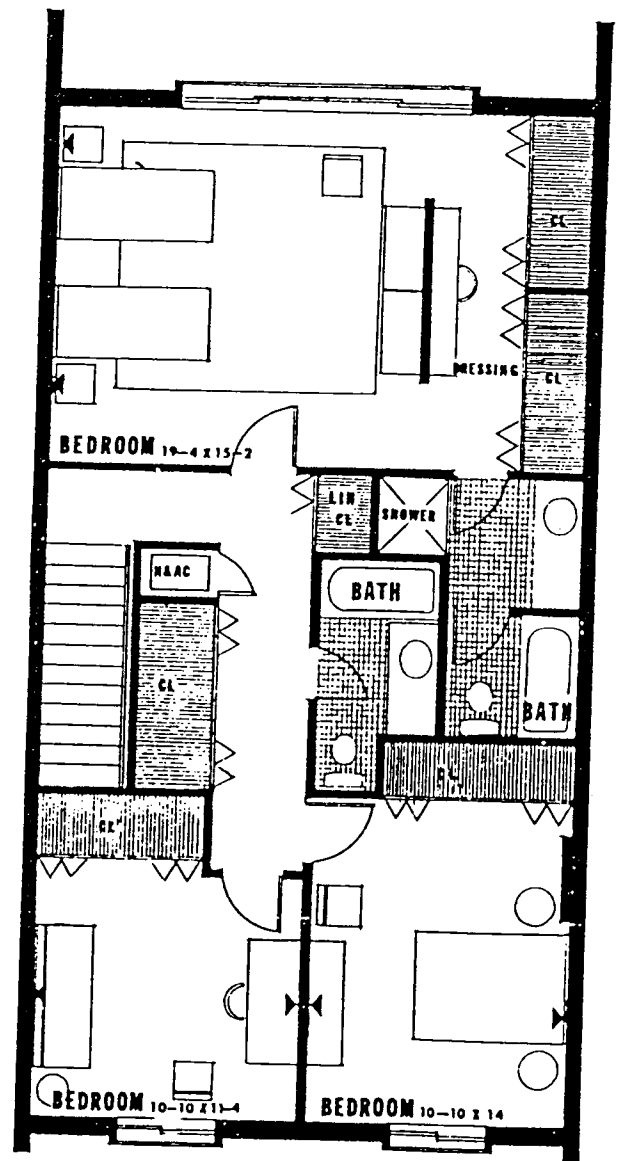 CL
DRESSING
CL
BEDROOM 19-4 X 15-2
LIN
CL
SHOWER
H&AC
BATH
CL
BATH
CL
CL
BEDROOM 10-10 X 11-4
BEDROOM 10-10 X 14